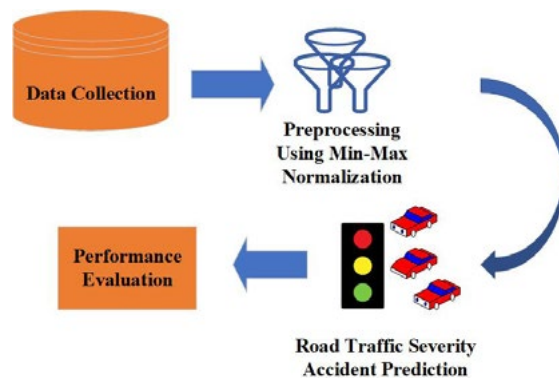 Data Collection
Preprocessing
Using Min-Max
Normalization
Road Traffic Severity
Accident Prediction
Performance
Evaluation